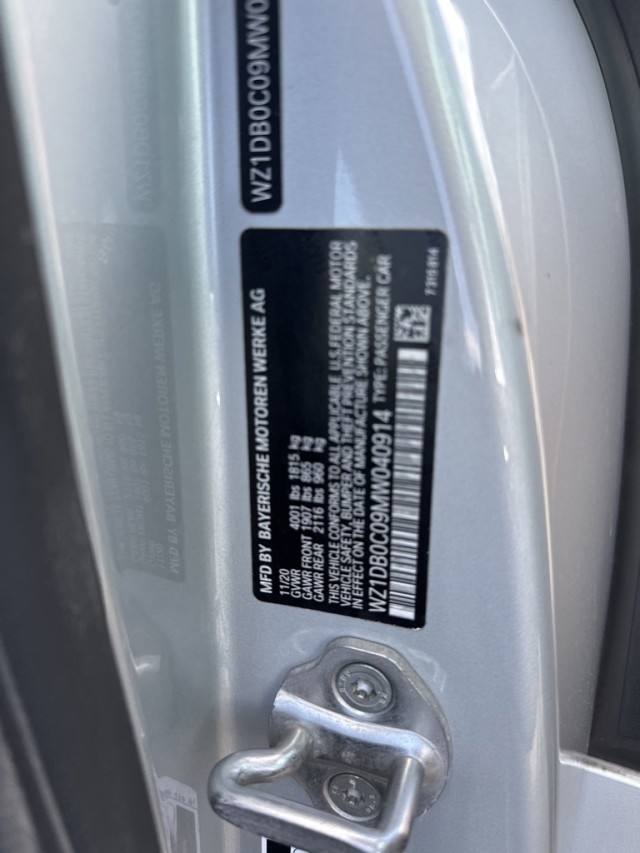 WZ1DB0C09MW0
MFD BY BAYERISCHE MOTOREN WERKE AG
11/20
GVWR 4001 lbs 1815 kg
GAWR FRONT 1907 lbs 865 kg
GAWR REAR 2116 lbs 960 kg
THIS VEHICLE CONFORMS TO ALL APPLICABLE U.S. FEDERAL MOTOR
VEHICLE SAFETY, BUMPER AND THEFT PREVENTION STANDARDS
IN EFFECT ON THE DATE OF MANUFACTURE SHOWN ABOVE.
WZ1DB0C09MW040914 TYPE: PASSENGER CAR